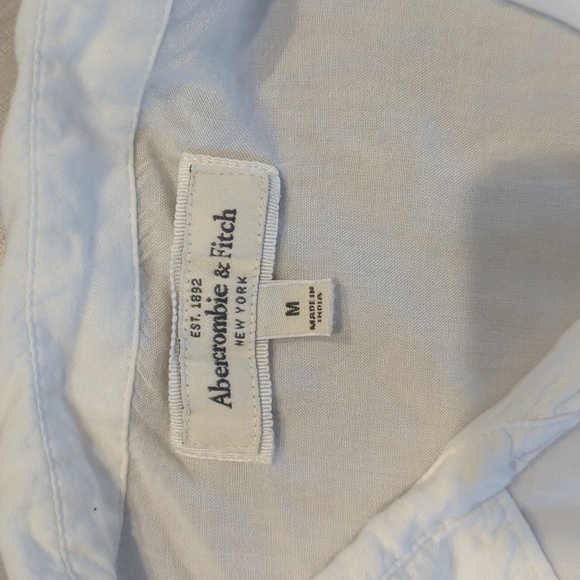 EST. 1892
Abercrombie & Fitch
NEW YORK
M
MADE IN
INDIA